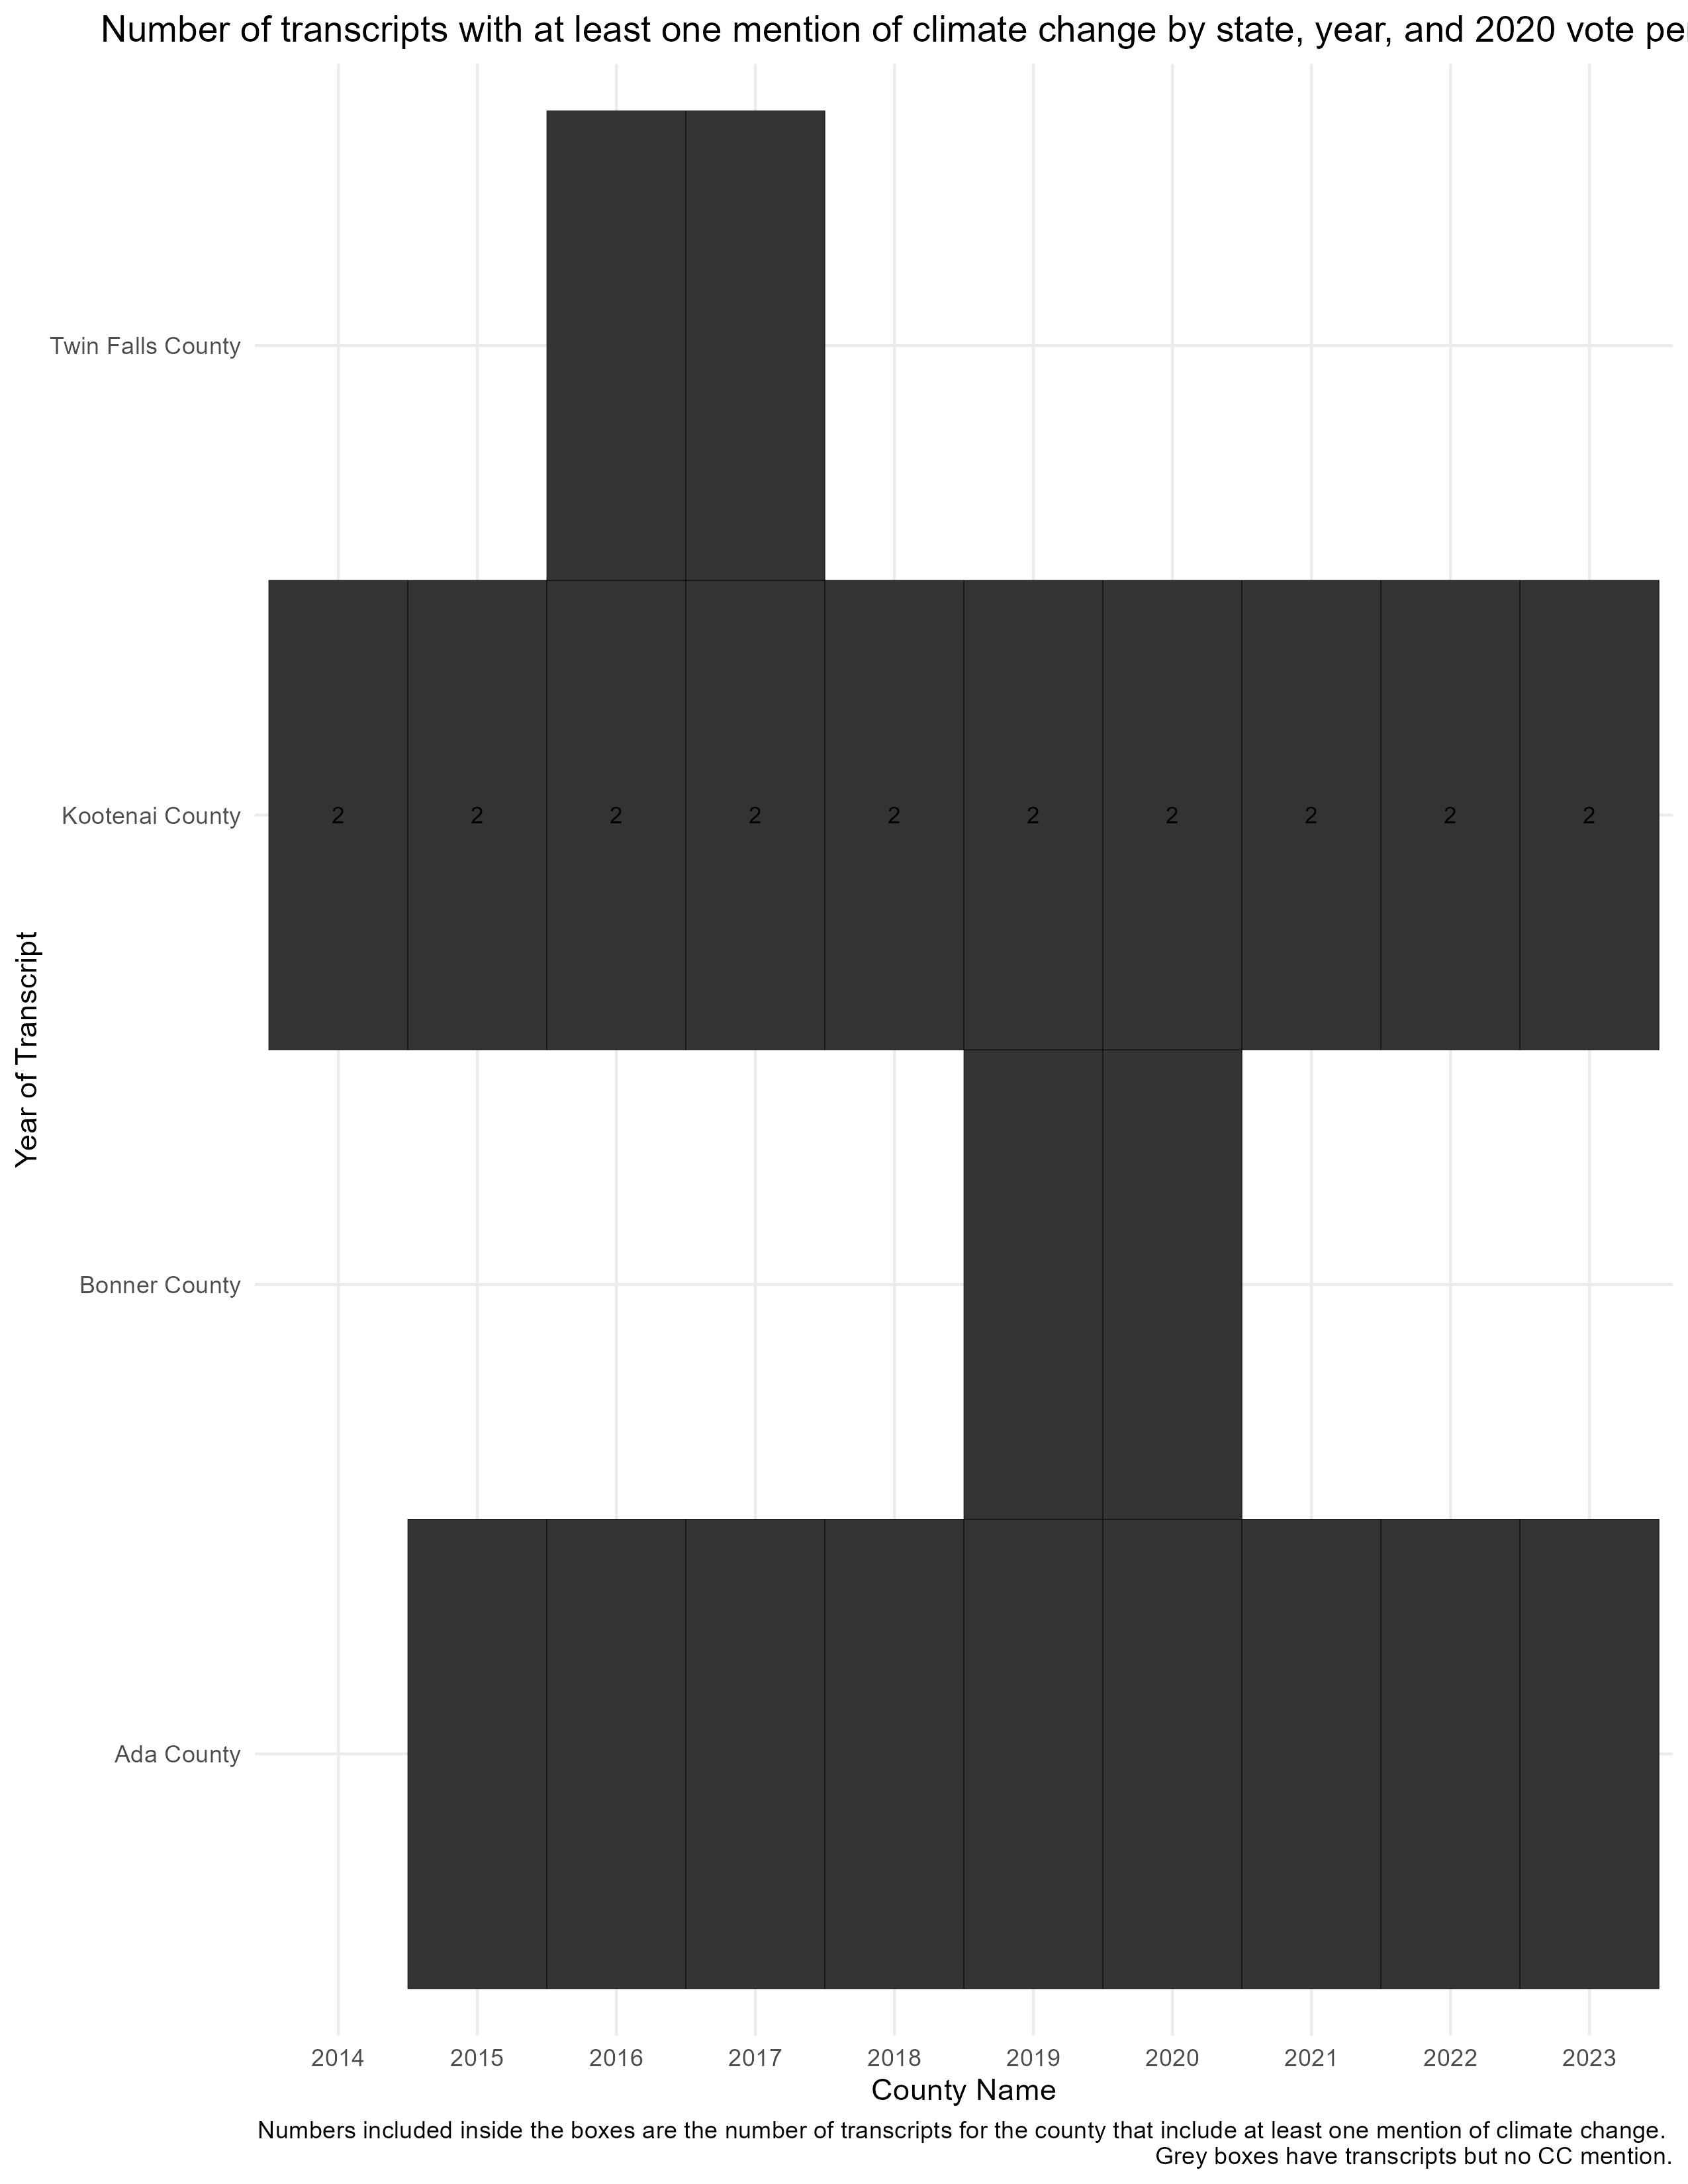 Number of transcripts with at least one mention of climate change by state, year, and 2020 vote
Twin Falls County
Kootenai County
2 2 2 2 2 2 2 2 2 2
Bonner County
Ada County
Year of Transcript
2014 2015 2016 2017 2018 2019 2020 2021 2022 2023
County Name
Numbers included inside the boxes are the number of transcripts for the county that include at least one mention of climate change.
Grey boxes have transcripts but no CC mention.